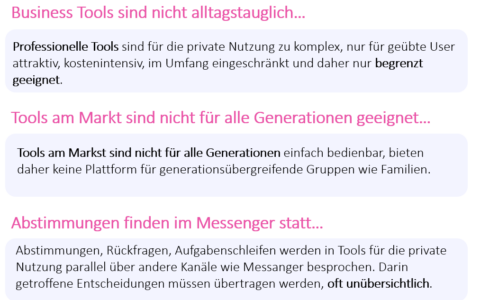 Business Tools sind nicht alltagstauglich...
Professionelle Tools sind für die private Nutzung zu komplex, nur für geübte User
attraktiv, kostenintensiv, im Umfang eingeschränkt und daher nur begrenzt
geeignet.
Tools am Markt sind nicht für alle Generationen geeignet...
Tools am Markst sind nicht für alle Generationen einfach bedienbar, bieten
daher keine Plattform für generationsübergreifende Gruppen wie Familien.
Abstimmungen finden im Messenger statt...
Abstimmungen, Rückfragen, Aufgabenschleifen werden in Tools für die private
Nutzung parallel über andere Kanäle wie Messanger besprochen. Darin
getroffene Entscheidungen müssen übertragen werden, oft unübersichtlich.